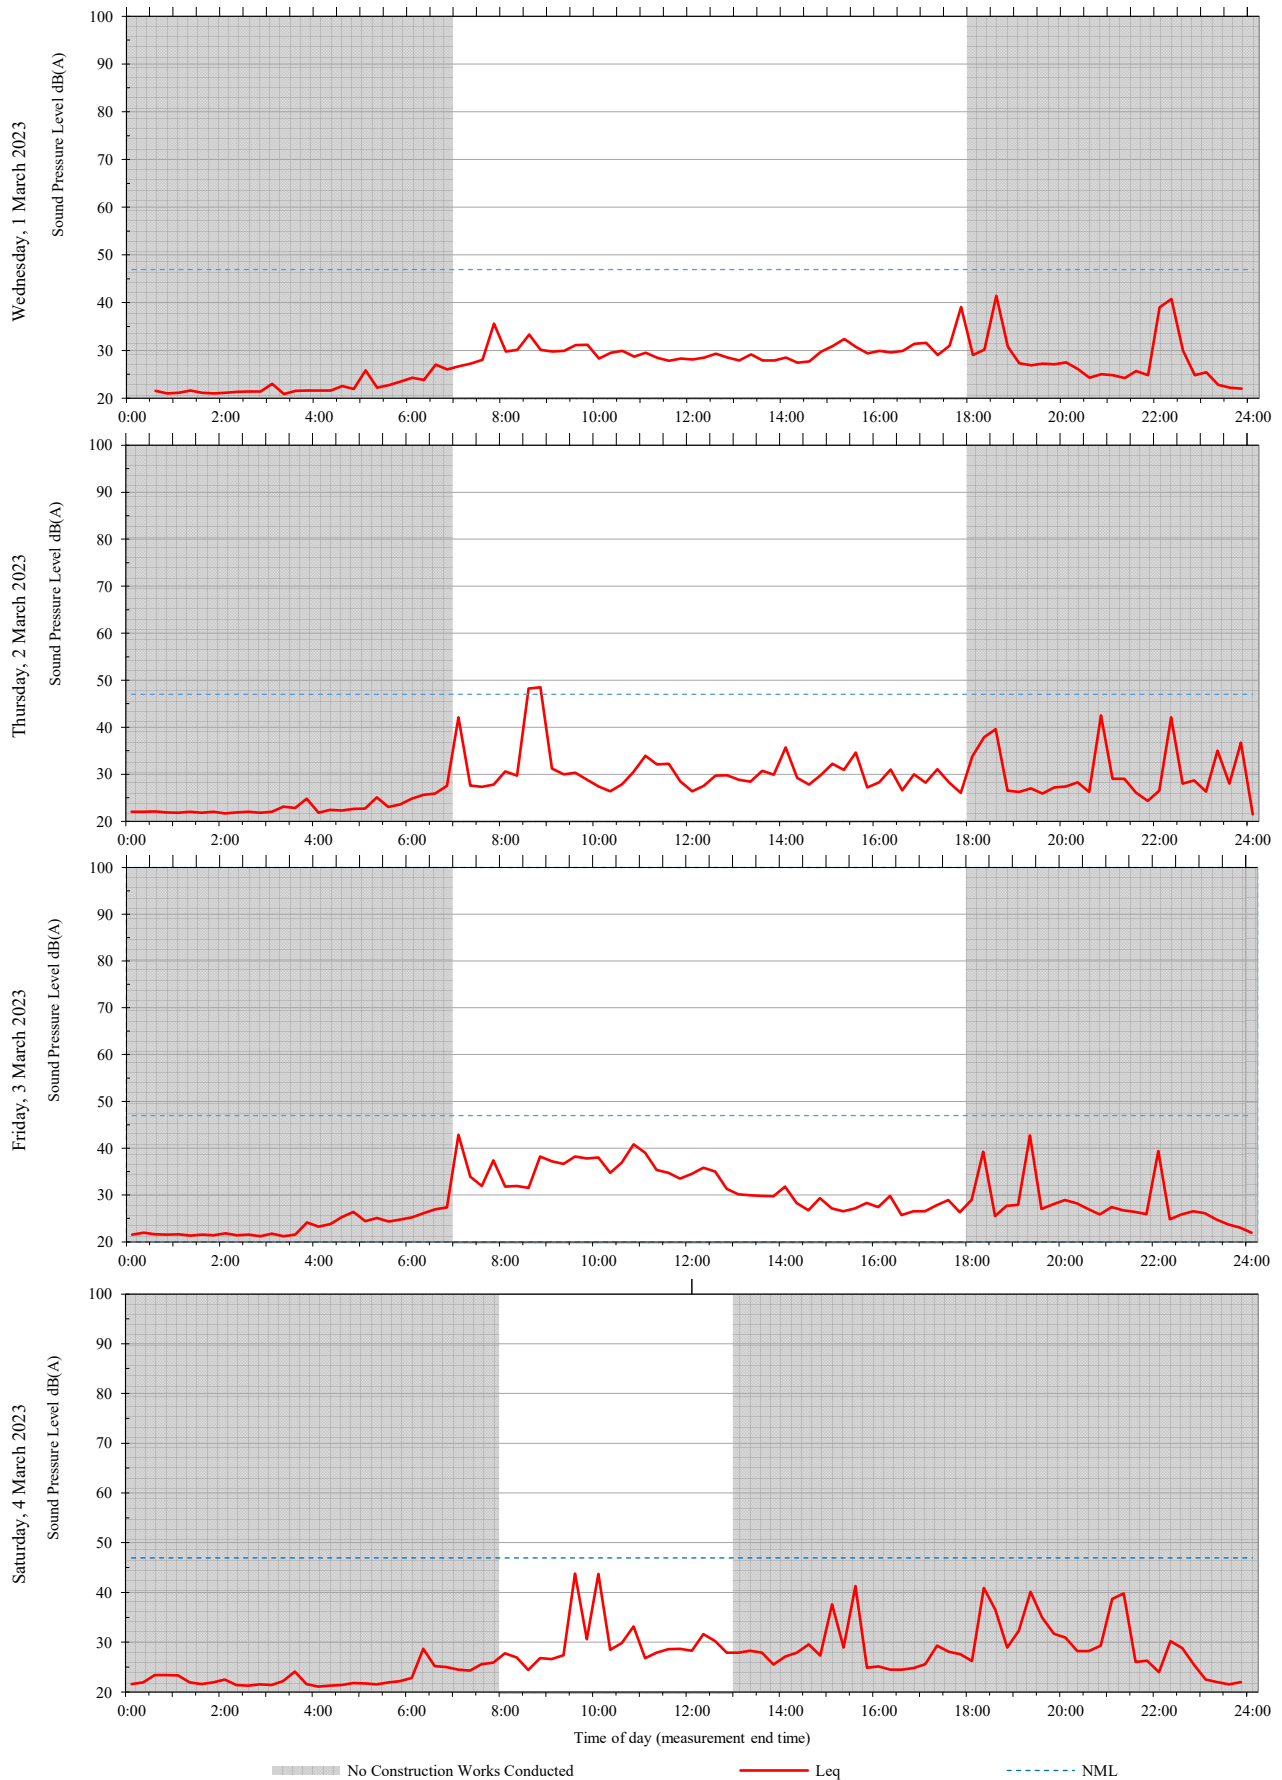 Wednesday, 1 March 2023
Sound Pressure Level dB(A)
100
90
80
70
60
50
40
30
20
0:00 2:00 4:00 6:00 8:00 10:00 12:00 14:00 16:00 18:00 20:00 22:00 24:00
Thursday, 2 March 2023
Sound Pressure Level dB(A)
100
90
80
70
60
50
40
30
20
0:00 2:00 4:00 6:00 8:00 10:00 12:00 14:00 16:00 18:00 20:00 22:00 24:00
Friday, 3 March 2023
Sound Pressure Level dB(A)
100
90
80
70
60
50
40
30
20
0:00 2:00 4:00 6:00 8:00 10:00 12:00 14:00 16:00 18:00 20:00 22:00 24:00
Saturday, 4 March 2023
Sound Pressure Level dB(A)
100
90
80
70
60
50
40
30
20
0:00 2:00 4:00 6:00 8:00 10:00 12:00 14:00 16:00 18:00 20:00 22:00 24:00
Time of day (measurement end time)
No Construction Works Conducted Leq NML